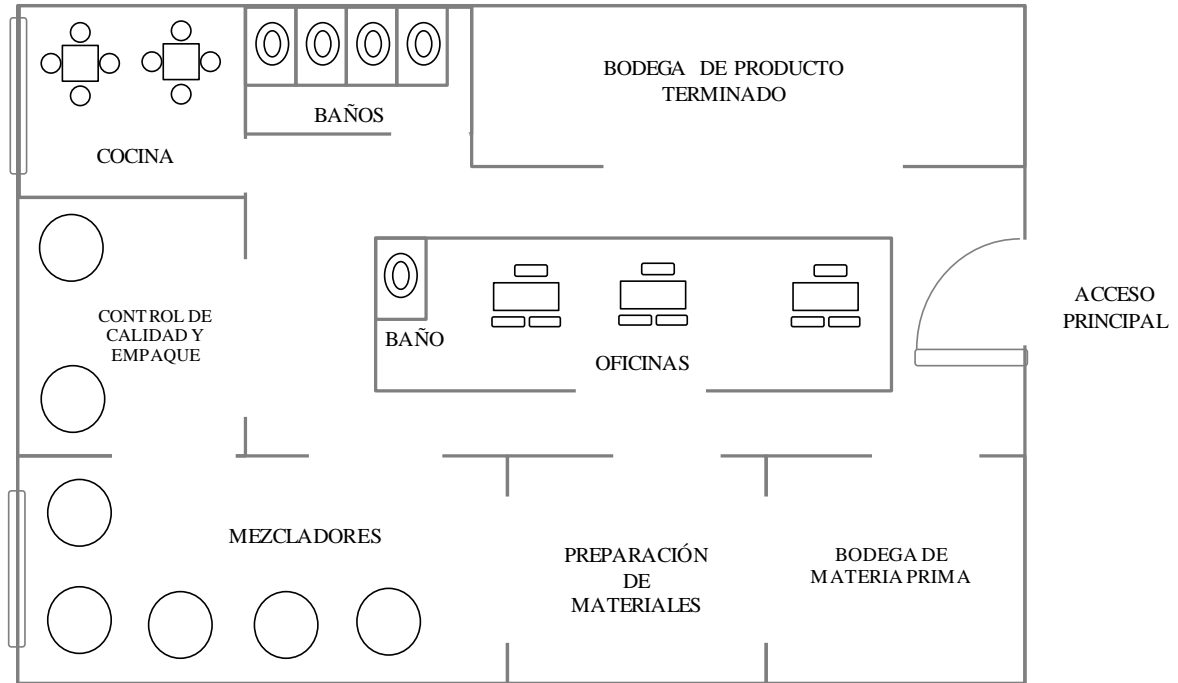 BODEGA DE PRODUCTO
TERMINADO
BAÑOS
COCINA
ACCESO
PRINCIPAL
CONTROL DE
CALIDAD Y
EMPAQUE
BAÑO
OFICINAS
MEZCLADORES
PREPARACIÓN
DE
MATERIALES
BODEGA DE
MATERIA PRIMA